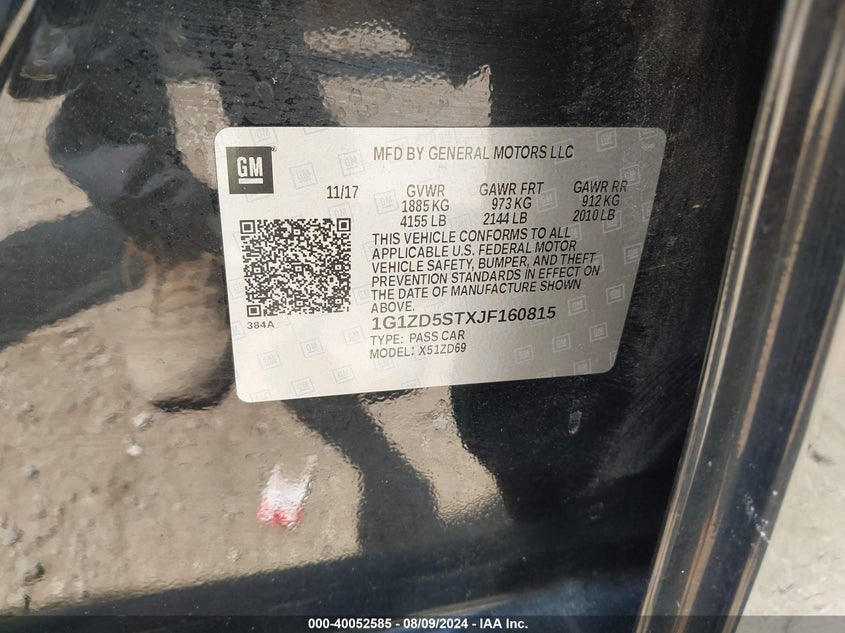 GM
MFD BY GENERAL MOTORS LLC
11/17 GVWR GAWR FRT GAWR RR
1885 KG 973 KG 912 KG
4155 LB 2144 LB 2010 LB
THIS VEHICLE CONFORMS TO ALL
APPLICABLE U.S. FEDERAL MOTOR
VEHICLE SAFETY, BUMPER, AND THEFT
PREVENTION STANDARDS IN EFFECT ON
THE DATE OF MANUFACTURE SHOWN
ABOVE.
384A
1G1ZD5STXJF160815
TYPE: PASS CAR
MODEL: X51ZD69
000-40052585 - 08/09/2024 - IAA Inc.